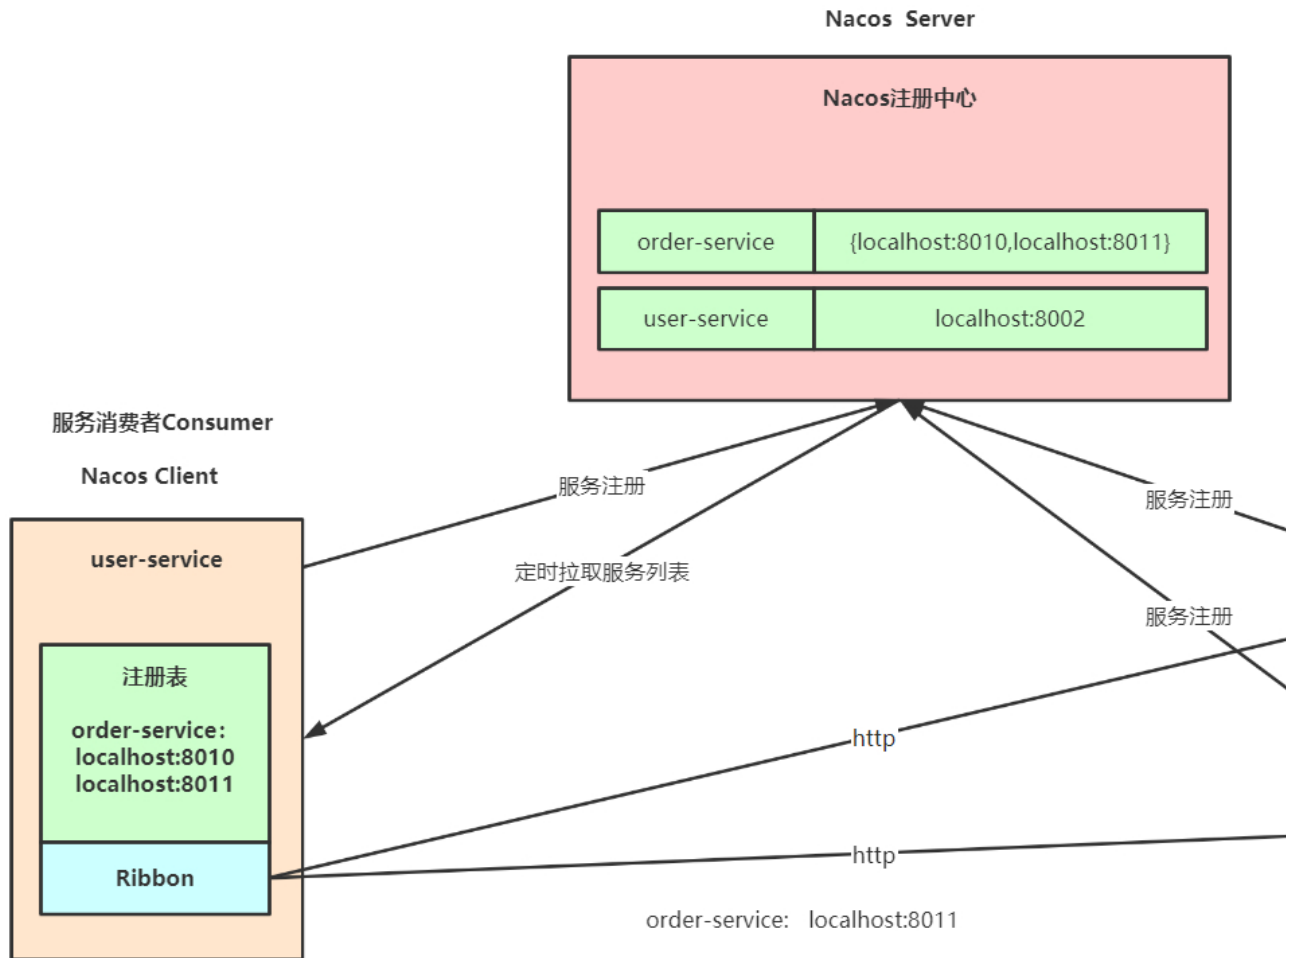 Nacos Server
Nacos注册中心
order-service
{localhost:8010,localhost:8011}
user-service
localhost:8002
服务消费者Consumer
Nacos Client
user-service
注册表
order-service:
localhost:8010
localhost:8011
Ribbon
服务注册
定时拉取服务列表
服务注册
服务注册
http
http
order-service: localhost:8011